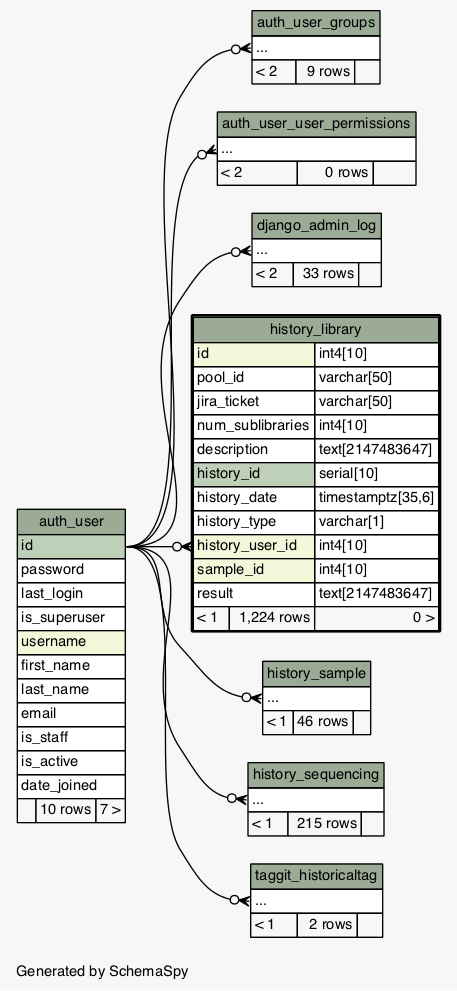 auth_user_groups
...
< 2 9 rows
auth_user_user_permissions
...
< 2 0 rows
django_admin_log
...
< 2 33 rows
history_library
id int4[10]
pool_id varchar[50]
jira_ticket varchar[50]
num_sublibraries int4[10]
description text[2147483647]
history_id serial[10]
history_date timestamptz[35,6]
history_type varchar[1]
history_user_id int4[10]
sample_id int4[10]
result text[2147483647]
< 1 1,224 rows 0 >
auth_user
id
password
last_login
is_superuser
username
first_name
last_name
email
is_staff
is_active
date_joined
10 rows 7 >
history_sample
...
< 1 46 rows
history_sequencing
...
< 1 215 rows
taggit_historicaltag
...
< 1 2 rows
Generated by SchemaSpy